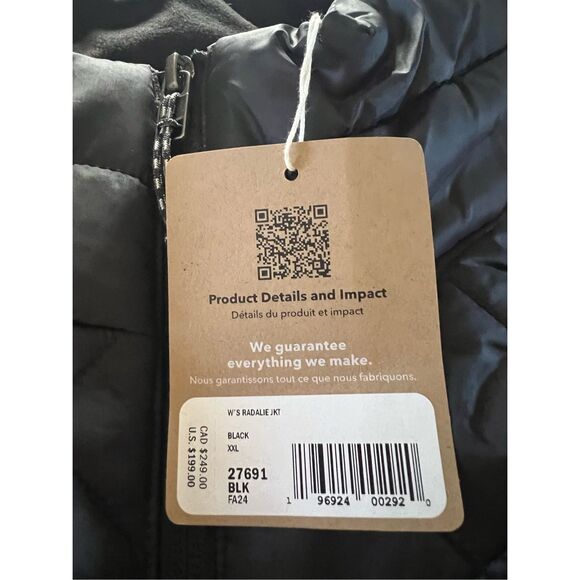 Product Details and Impact
Détails du produit et impact
We guarantee
everything we make.
Nous garantissons tout ce que nous fabriquons.
W'S RADALIE JKT
BLACK
XXL
27691
BLK
FA24
CAD $249.00
U.S. $199.00
1 96924 00292 0